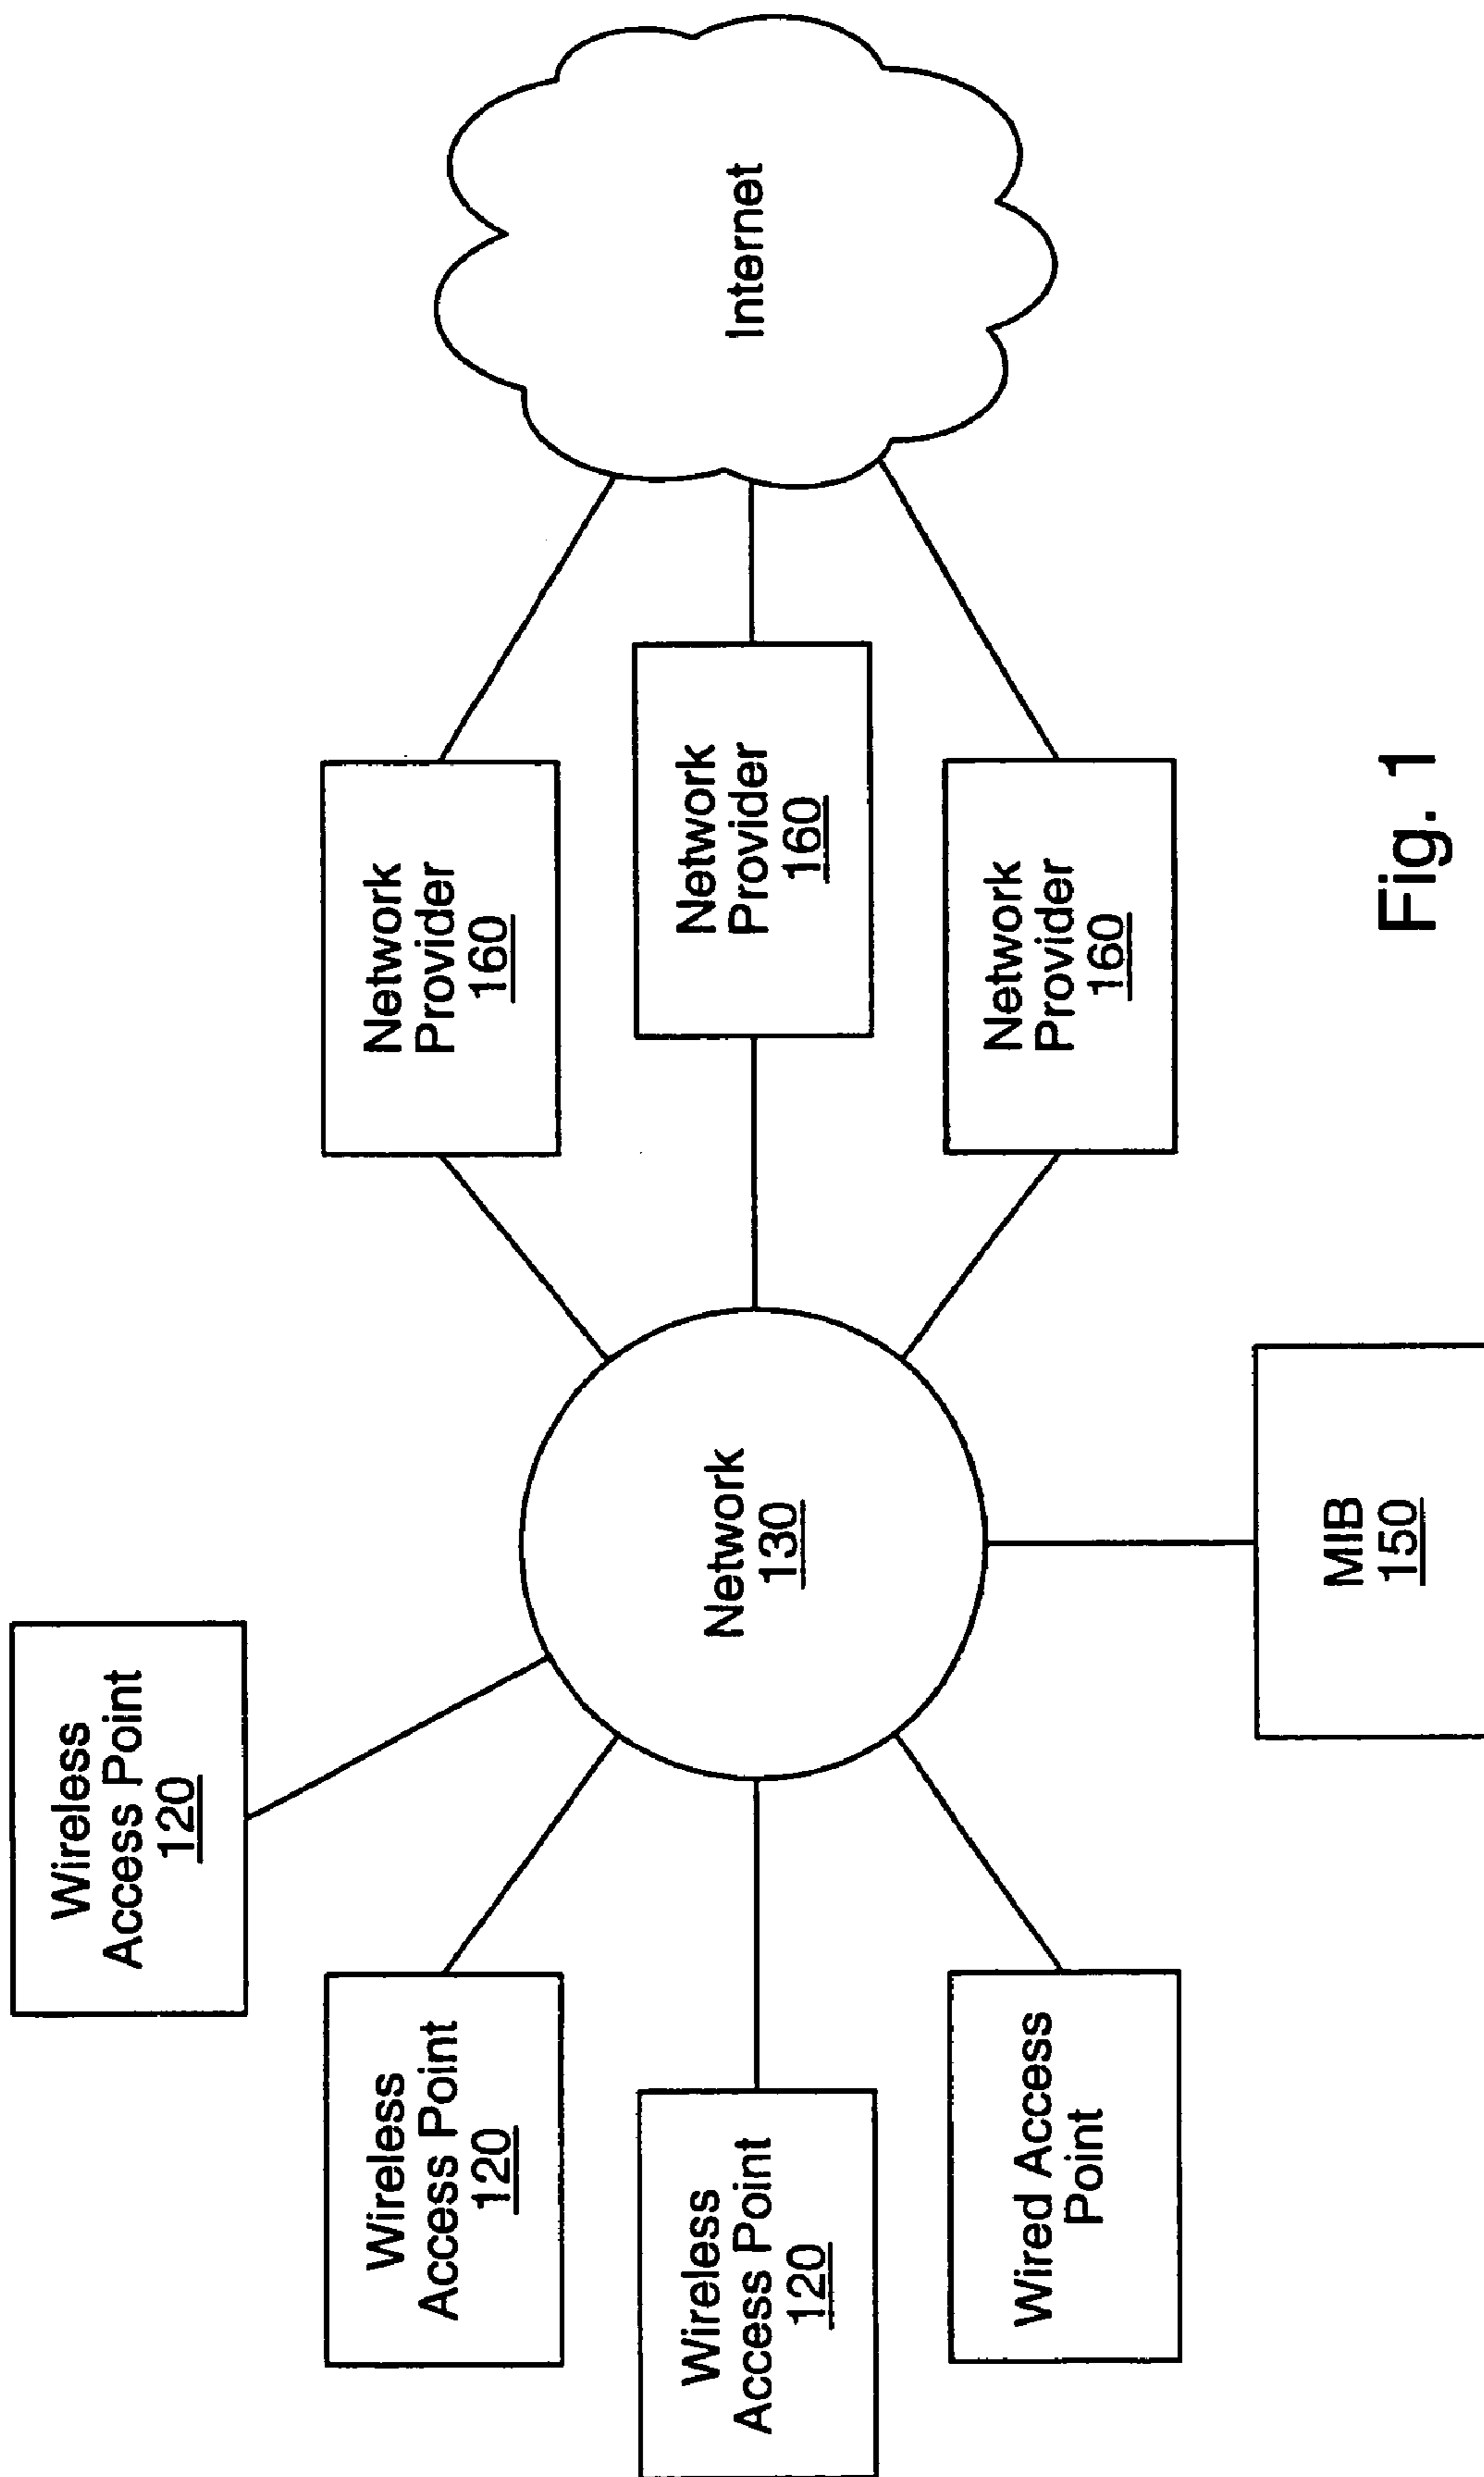 Wireless
Access Point
120
Wireless
Access Point
120
Wireless
Access Point
120
Wired Access
Point
Network
130
MIB
150
Network
Provider
160
Network
Provider
160
Network
Provider
160
Internet
Fig. 1